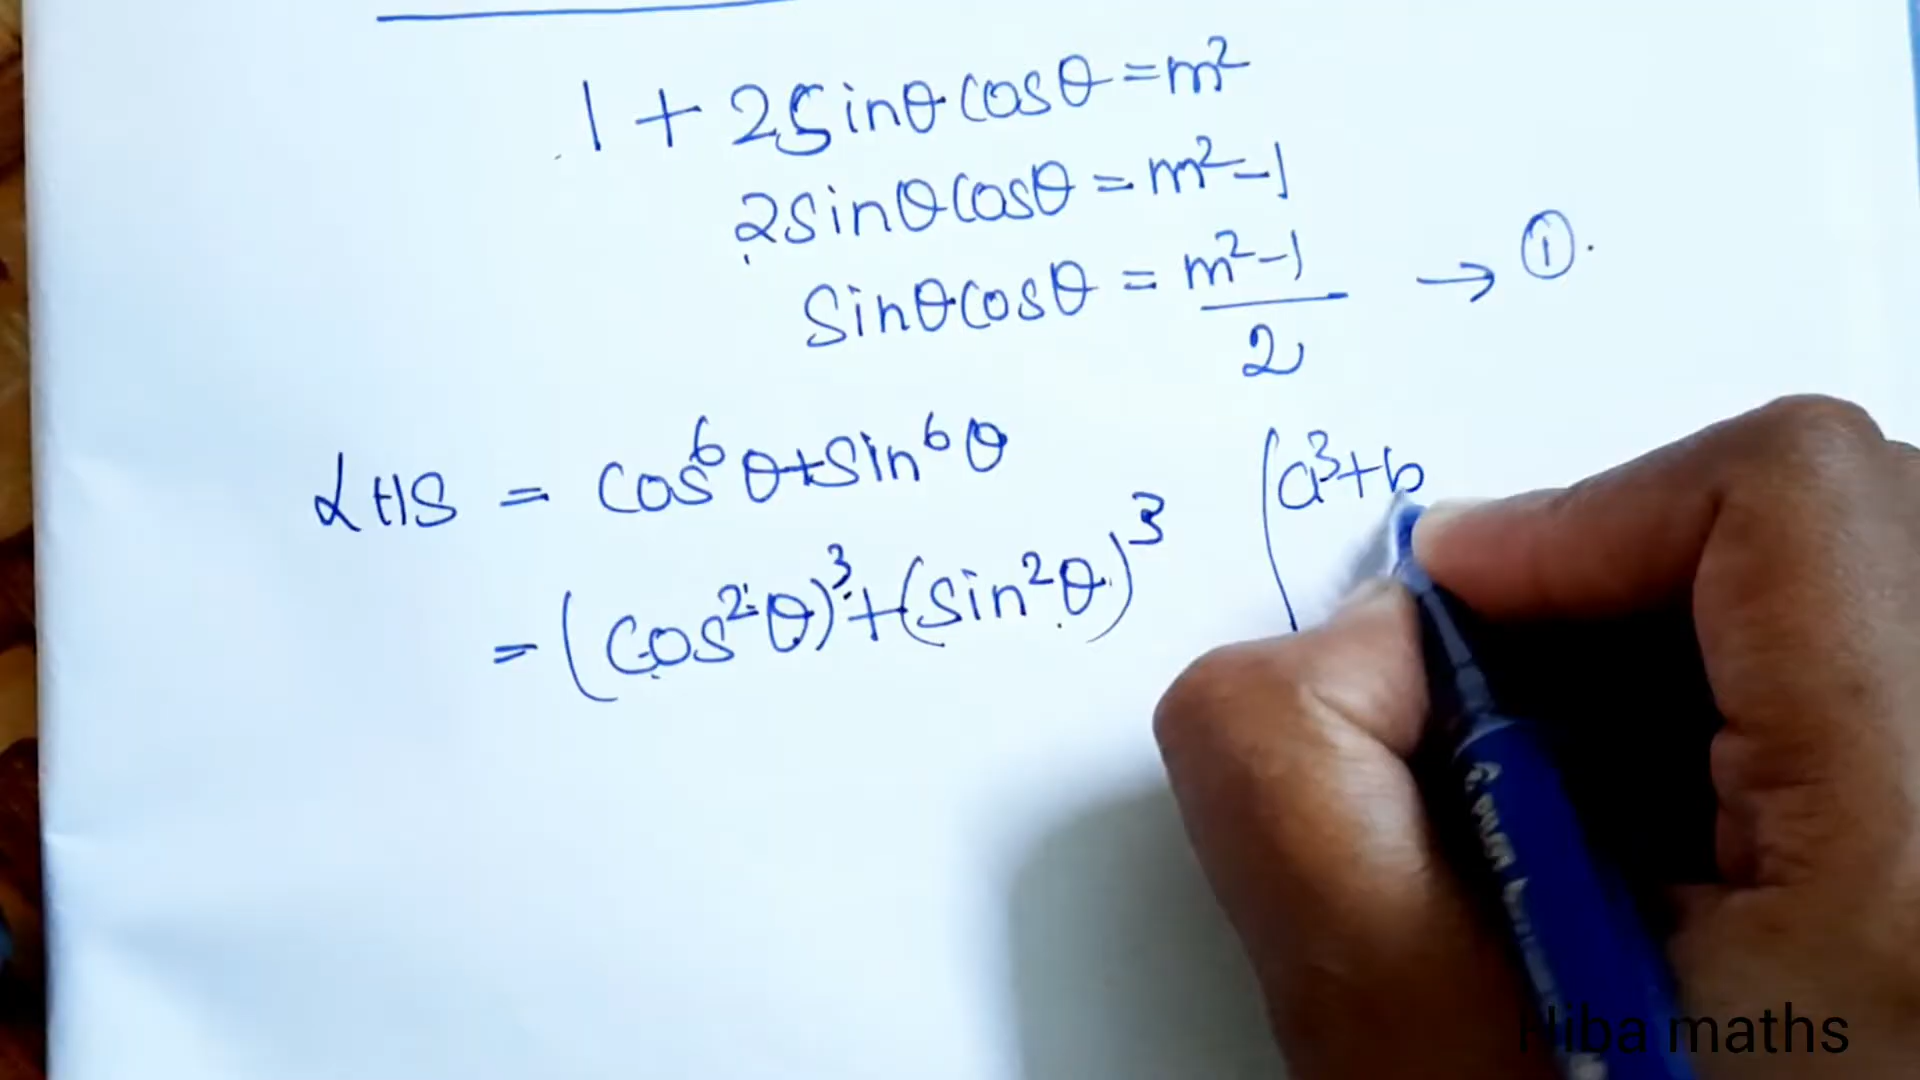 1 + 2Sinθ cosθ = m²
2sinθ cosθ = m² - 1
Sinθ cosθ = m² - 1 / 2 → ①.
LHS = cos⁶θ + sin⁶θ
= (cos²θ)³ + (sin²θ)³ (a³ + b
Hiba maths